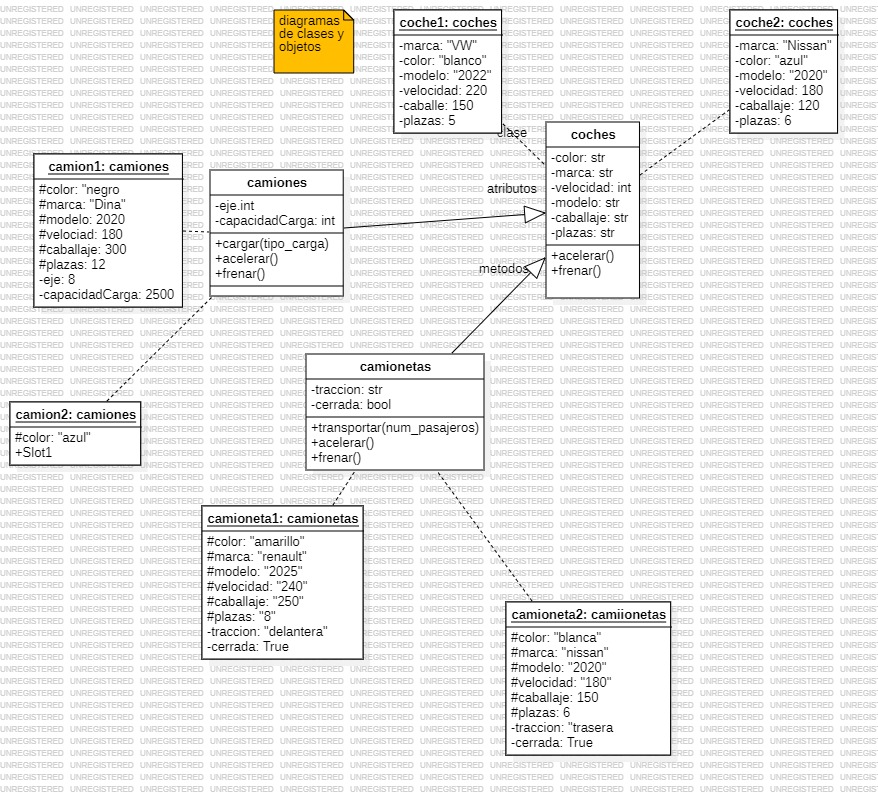 diagramas
de clases y
objetos
coche1: coches
-marca: "VW"
-color: "blanco"
-modelo: "2022"
-velocidad: 220
-caballe: 150
-plazas: 5
coche2: coches
-marca: "Nissan"
-color: "azul"
-modelo: "2020"
-velocidad: 180
-caballaje: 120
-plazas: 6
clase
atributos
metodos
coches
-color: str
-marca: str
-velocidad: int
-modelo: str
-caballaje: str
-plazas: str
+acelerar()
+frenar()
camion1: camiones
#color: "negro
#marca: "Dina"
#modelo: 2020
#velociad: 180
#caballaje: 300
#plazas: 12
-eje: 8
-capacidadCarga: 2500
camiones
-eje.int
-capacidadCarga: int
+cargar(tipo_carga)
+acelerar()
+frenar()
camionetas
-traccion: str
-cerrada: bool
+transportar(num_pasajeros)
+acelerar()
+frenar()
camion2: camiones
#color: "azul"
+Slot1
camioneta1: camionetas
#color: "amarillo"
#marca: "renault"
#modelo: "2025"
#velocidad: "240"
#caballaje: "250"
#plazas: "8"
-traccion: "delantera"
-cerrada: True
camioneta2: camiionetas
#color: "blanca"
#marca: "nissan"
#modelo: "2020"
#velocidad: "180"
#caballaje: 150
#plazas: 6
-traccion: "trasera
-cerrada: True
UNREGISTERED